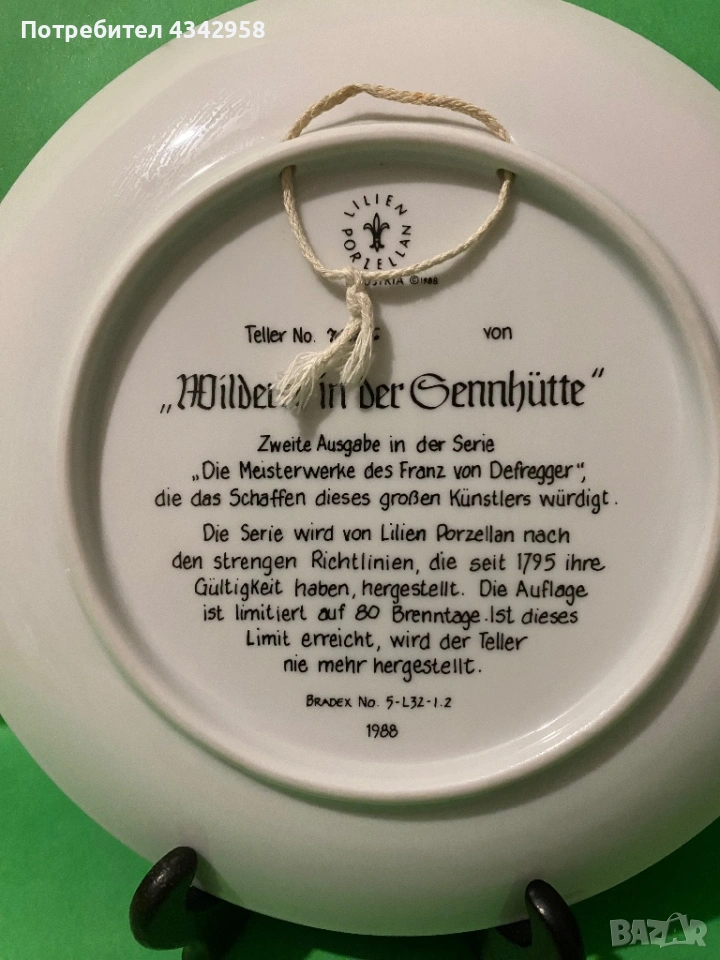 Потребител 4342958
LILIEN PORZELLAN
©1988
Teller No. von
„ in der Sennhütte“
Zweite Ausgabe in der Serie
„Die Meisterwerke des Franz von Defregger“,
die das Schaffen dieses großen Künstlers würdigt.
Die Serie wird von Lilien Porzellan nach
den strengen Richtlinien, die seit 1795 ihre
Gültigkeit haben, hergestellt. Die Auflage
ist limitiert auf 80 Brenntage. Ist dieses
Limit erreicht, wird der Teller
nie mehr hergestellt.
BRADEX No. 5-L32-1.2
1988
BAZAR